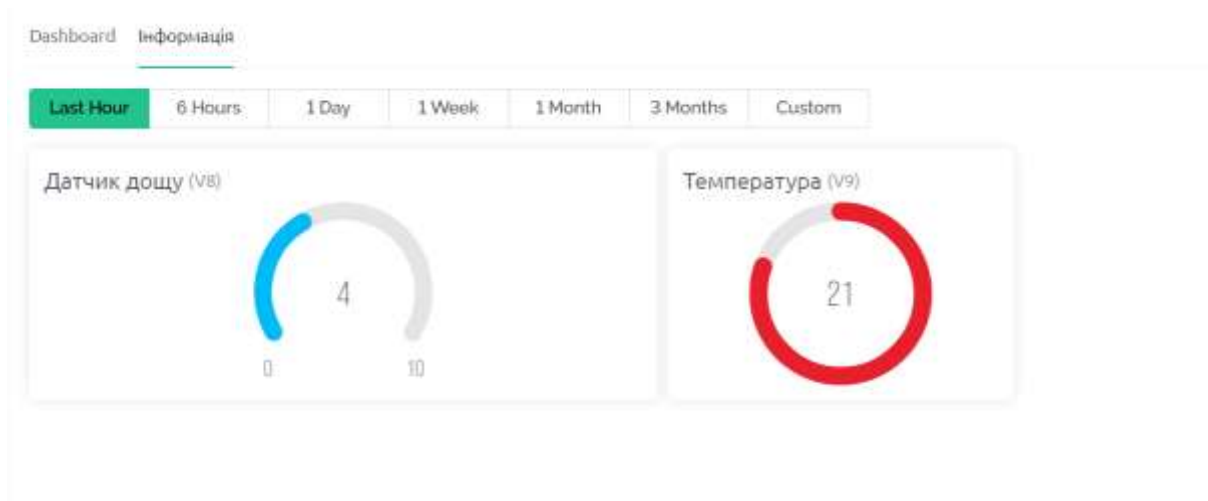 Dashboard Інформація
Last Hour 6 Hours 1 Day 1 Week 1 Month 3 Months Custom
Датчик дощу (V8)
4
0 10
Температура (V9)
21